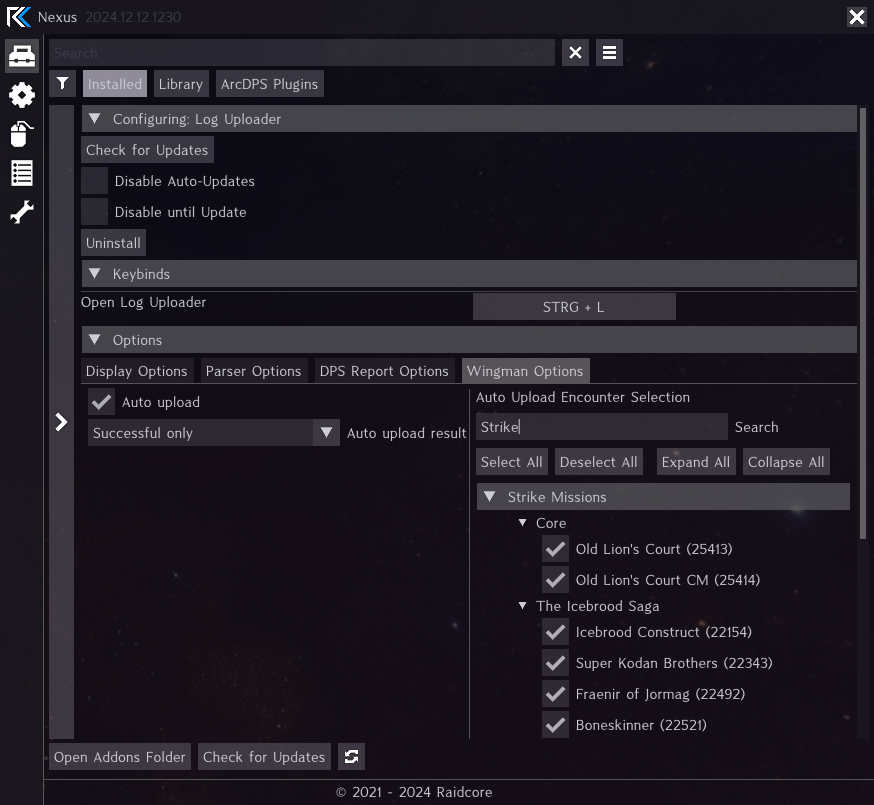 Nexus 2024.12.12.1230
Search
Installed Library ArcDPS Plugins
Configuring: Log Uploader
Check for Updates
Disable Auto-Updates
Disable until Update
Uninstall
Keybinds
Open Log Uploader STRG + L
Options
Display Options Parser Options DPS Report Options Wingman Options
Auto upload
Successful only Auto upload result
Auto Upload Encounter Selection
Strike Search
Select All Deselect All Expand All Collapse All
Strike Missions
Core
Old Lion's Court (25413)
Old Lion's Court CM (25414)
The Icebrood Saga
Icebrood Construct (22154)
Super Kodan Brothers (22343)
Fraenir of Jormag (22492)
Boneskinner (22521)
Open Addons Folder Check for Updates
© 2021 - 2024 Raidcore